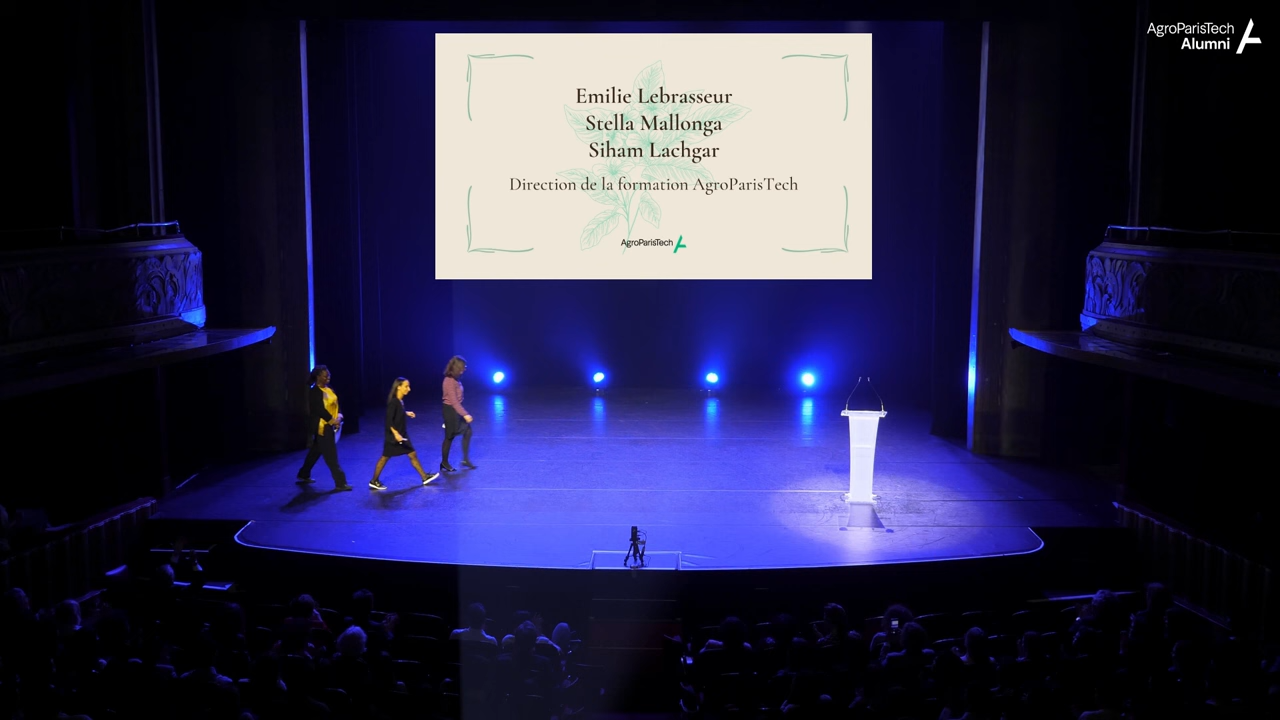 AgroParisTech
Alumni
Emilie Lebrasseur
Stella Mallonga
Siham Lachgar
Direction de la formation AgroParisTech
AgroParisTech